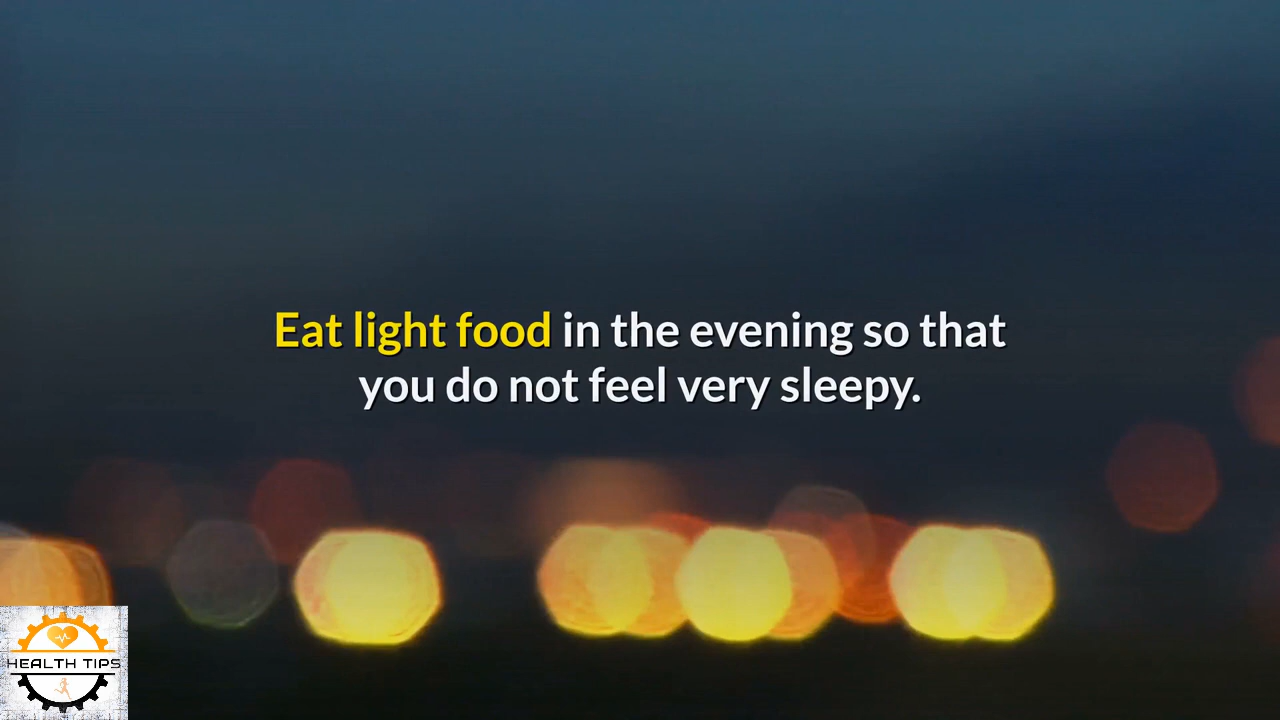 Eat light food in the evening so that
you do not feel very sleepy.
HEALTH TIPS